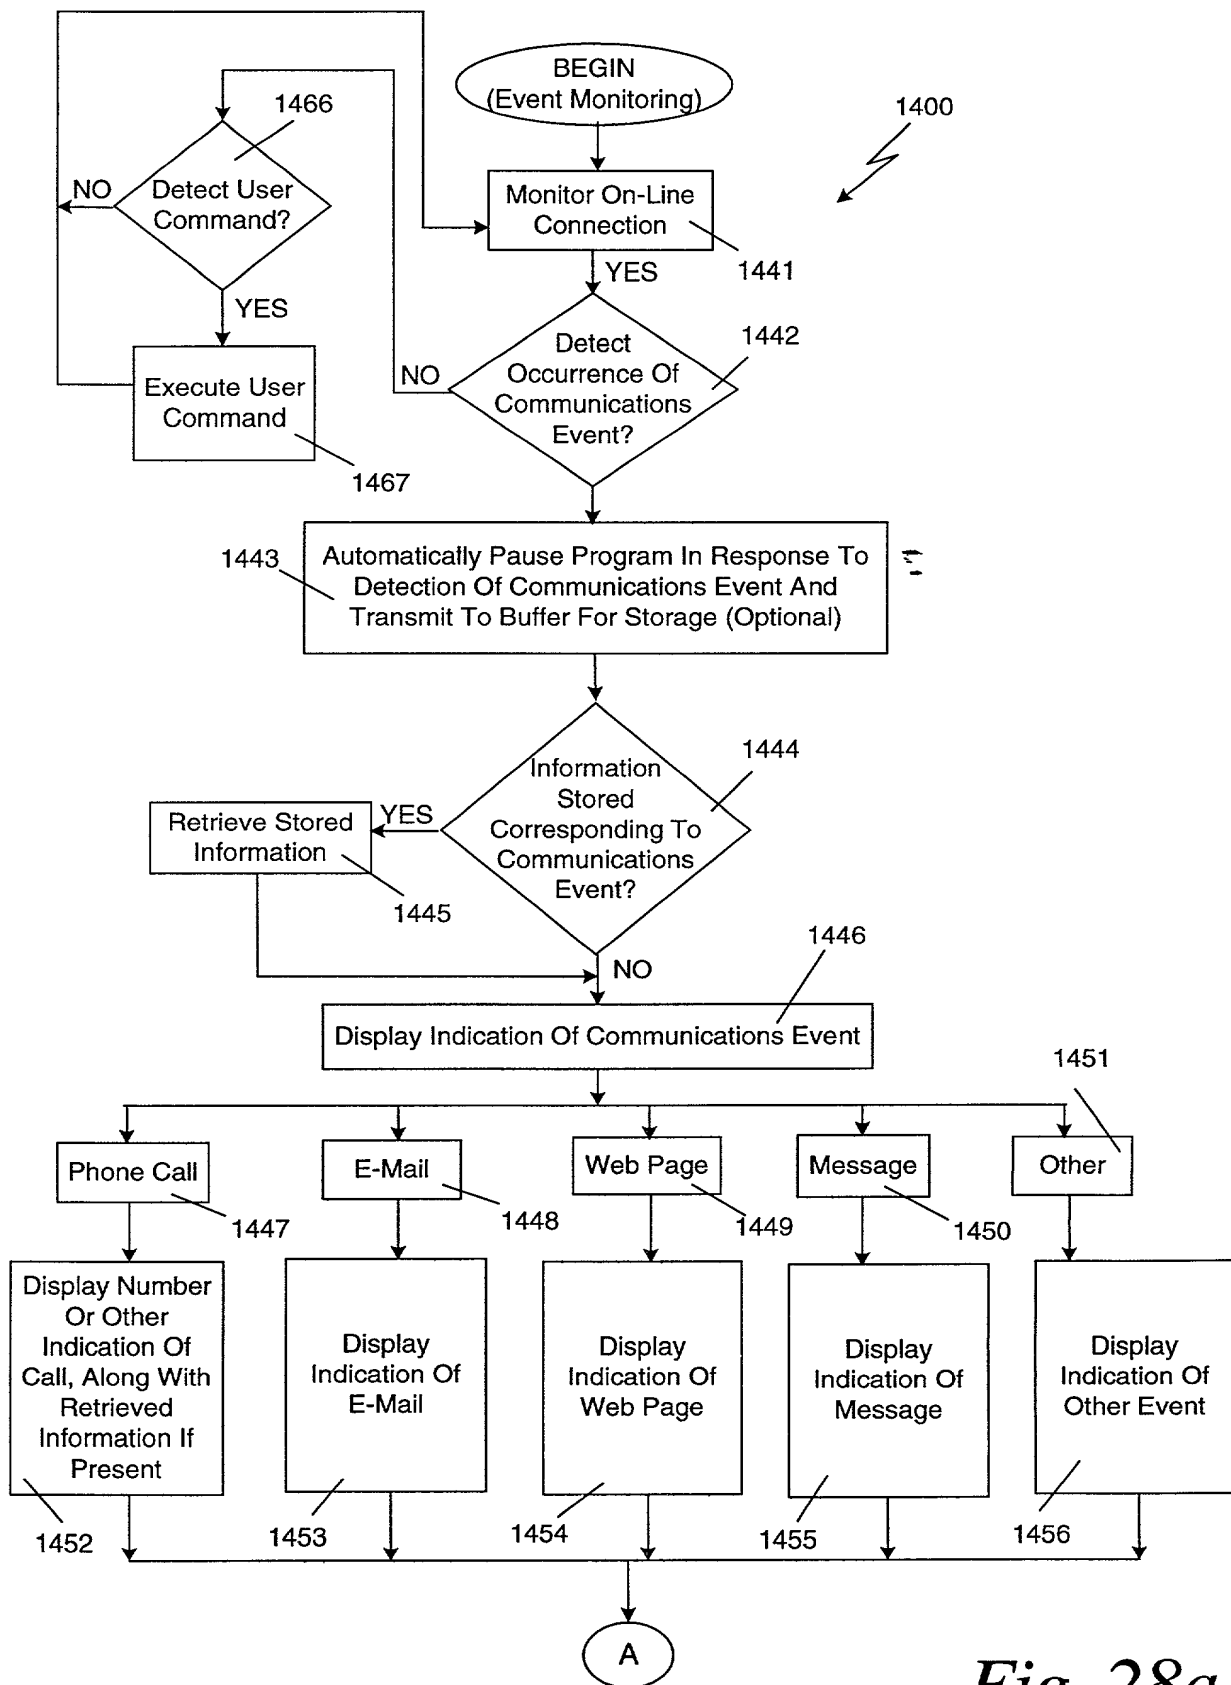 BEGIN
(Event Monitoring)
1400
1466
Detect User
Command?
NO
YES
Execute User
Command
1467
Monitor On-Line
Connection
1441
YES
Detect
Occurrence Of
Communications
Event?
1442
NO
1443
Automatically Pause Program In Response To
Detection Of Communications Event And
Transmit To Buffer For Storage (Optional)
Information
Stored
Corresponding To
Communications
Event?
1444
YES
Retrieve Stored
Information
1445
NO
1446
Display Indication Of Communications Event
1451
Phone Call
E-Mail
Web Page
Message
Other
1447
1448
1449
1450
Display Number
Or Other
Indication Of
Call, Along With
Retrieved
Information If
Present
Display
Indication Of
E-Mail
Display
Indication Of
Web Page
Display
Indication Of
Message
Display
Indication Of
Other Event
1452
1453
1454
1455
1456
A
Fig. 28a